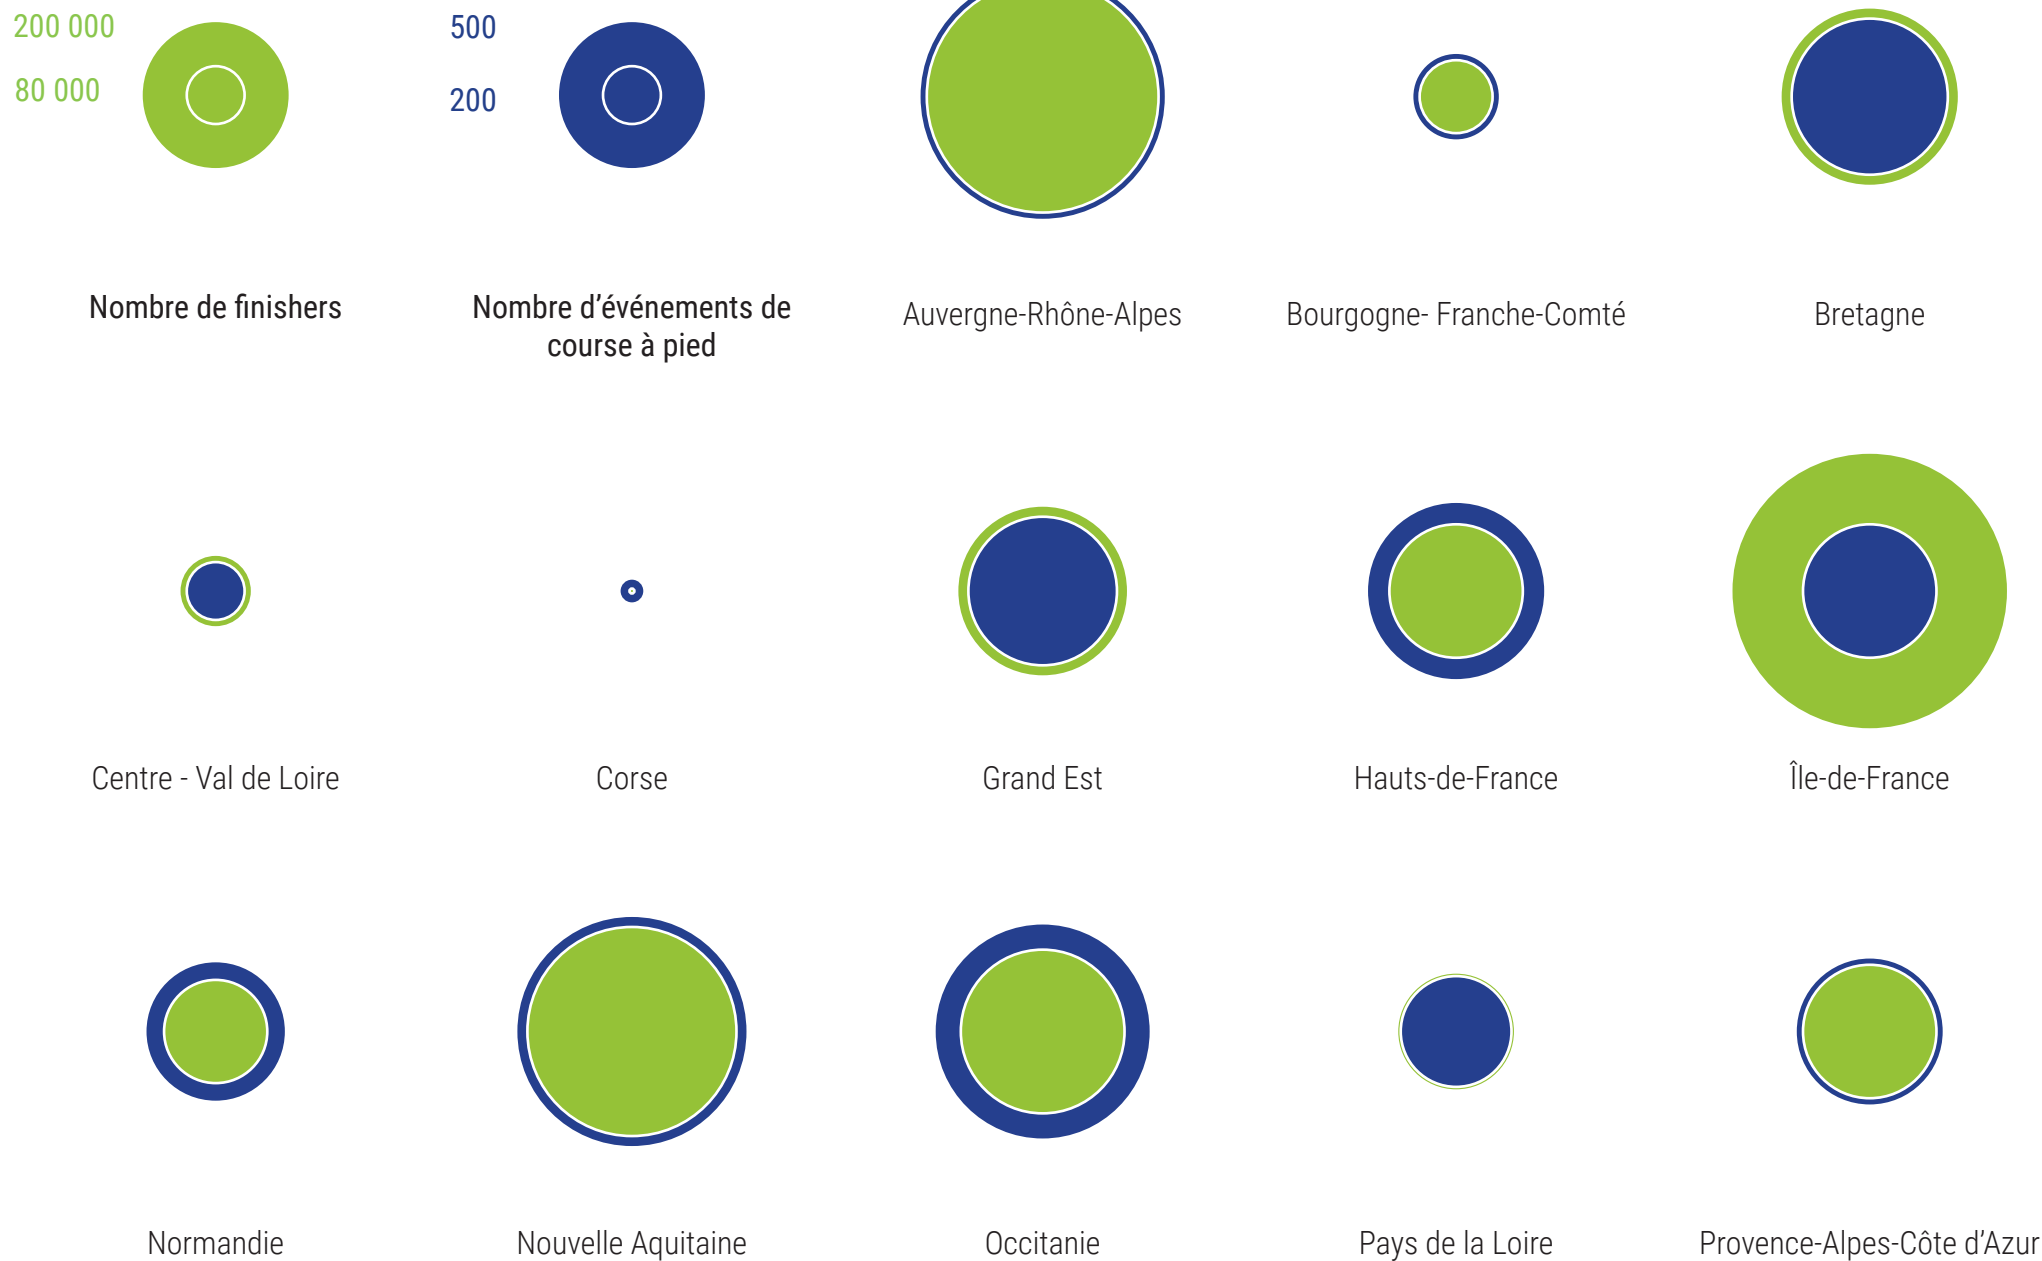 200 000
80 000
500
200
Nombre de finishers
Nombre d’événements de
course à pied
Auvergne-Rhône-Alpes
Bourgogne- Franche-Comté
Bretagne
Centre - Val de Loire
Corse
Grand Est
Hauts-de-France
Île-de-France
Normandie
Nouvelle Aquitaine
Occitanie
Pays de la Loire
Provence-Alpes-Côte d’Azur